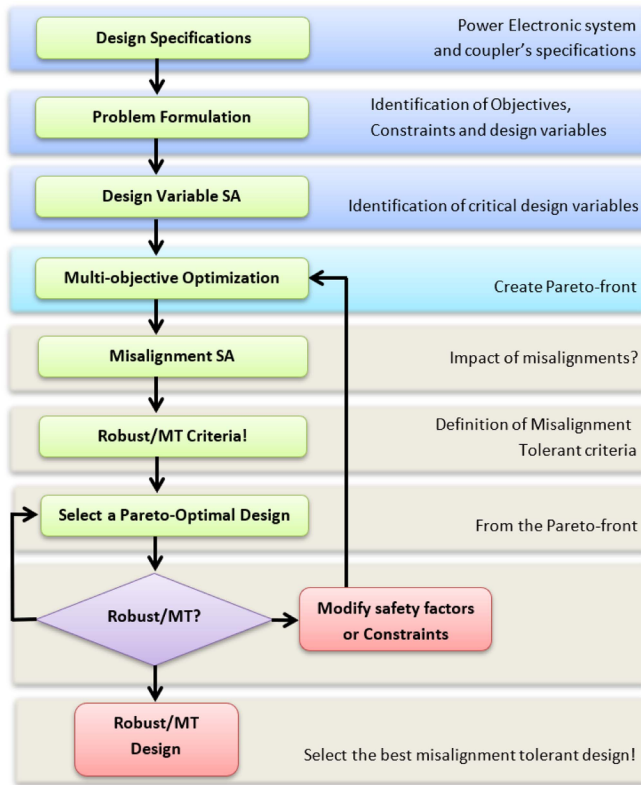 Design Specifications
Power Electronic system
and coupler's specifications
Problem Formulation
Identification of Objectives,
Constraints and design variables
Design Variable SA
Identification of critical design variables
Multi-objective Optimization
Create Pareto-front
Misalignment SA
Impact of misalignments?
Robust/MT Criteria!
Definition of Misalignment
Tolerant criteria
Select a Pareto-Optimal Design
From the Pareto-front
Robust/MT?
Modify safety factors
or Constraints
Robust/MT
Design
Select the best misalignment tolerant design!